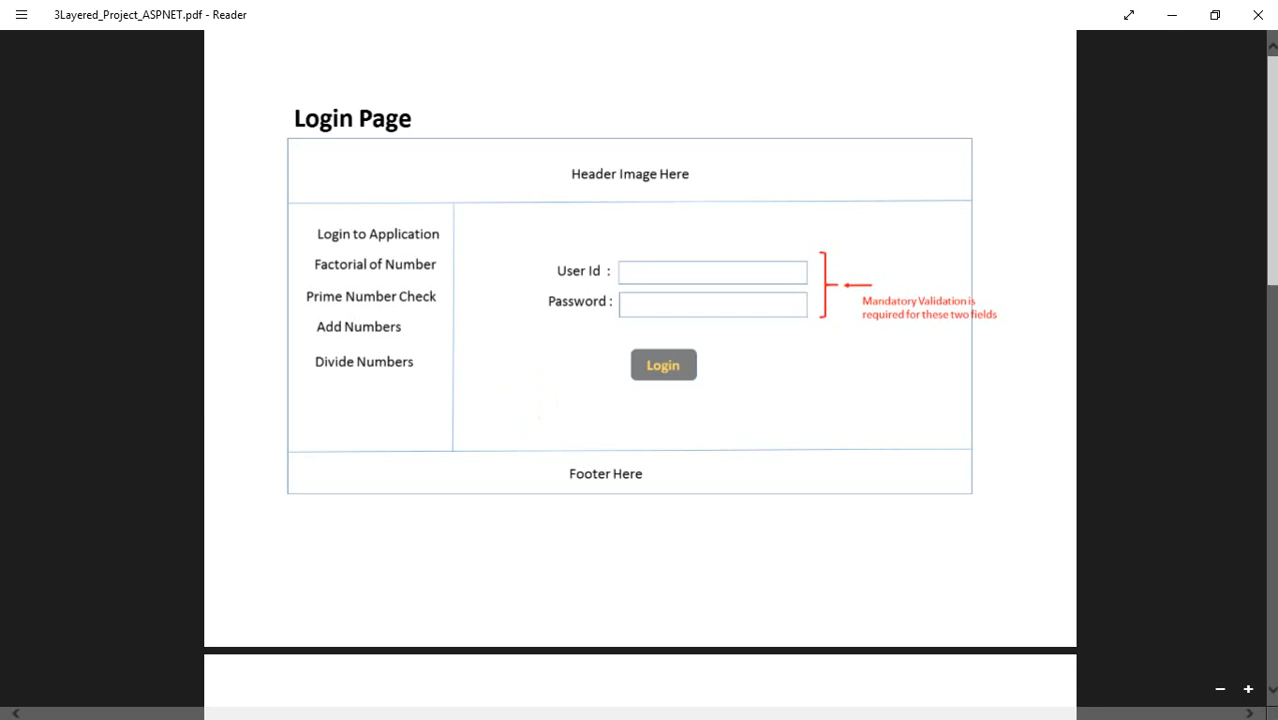 3Layered_Project_ASPNET.pdf - Reader
Login Page
Header Image Here
Login to Application
Factorial of Number
Prime Number Check
Add Numbers
Divide Numbers
User Id :
Password :
Mandatory Validation is
required for these two fields
Login
Footer Here